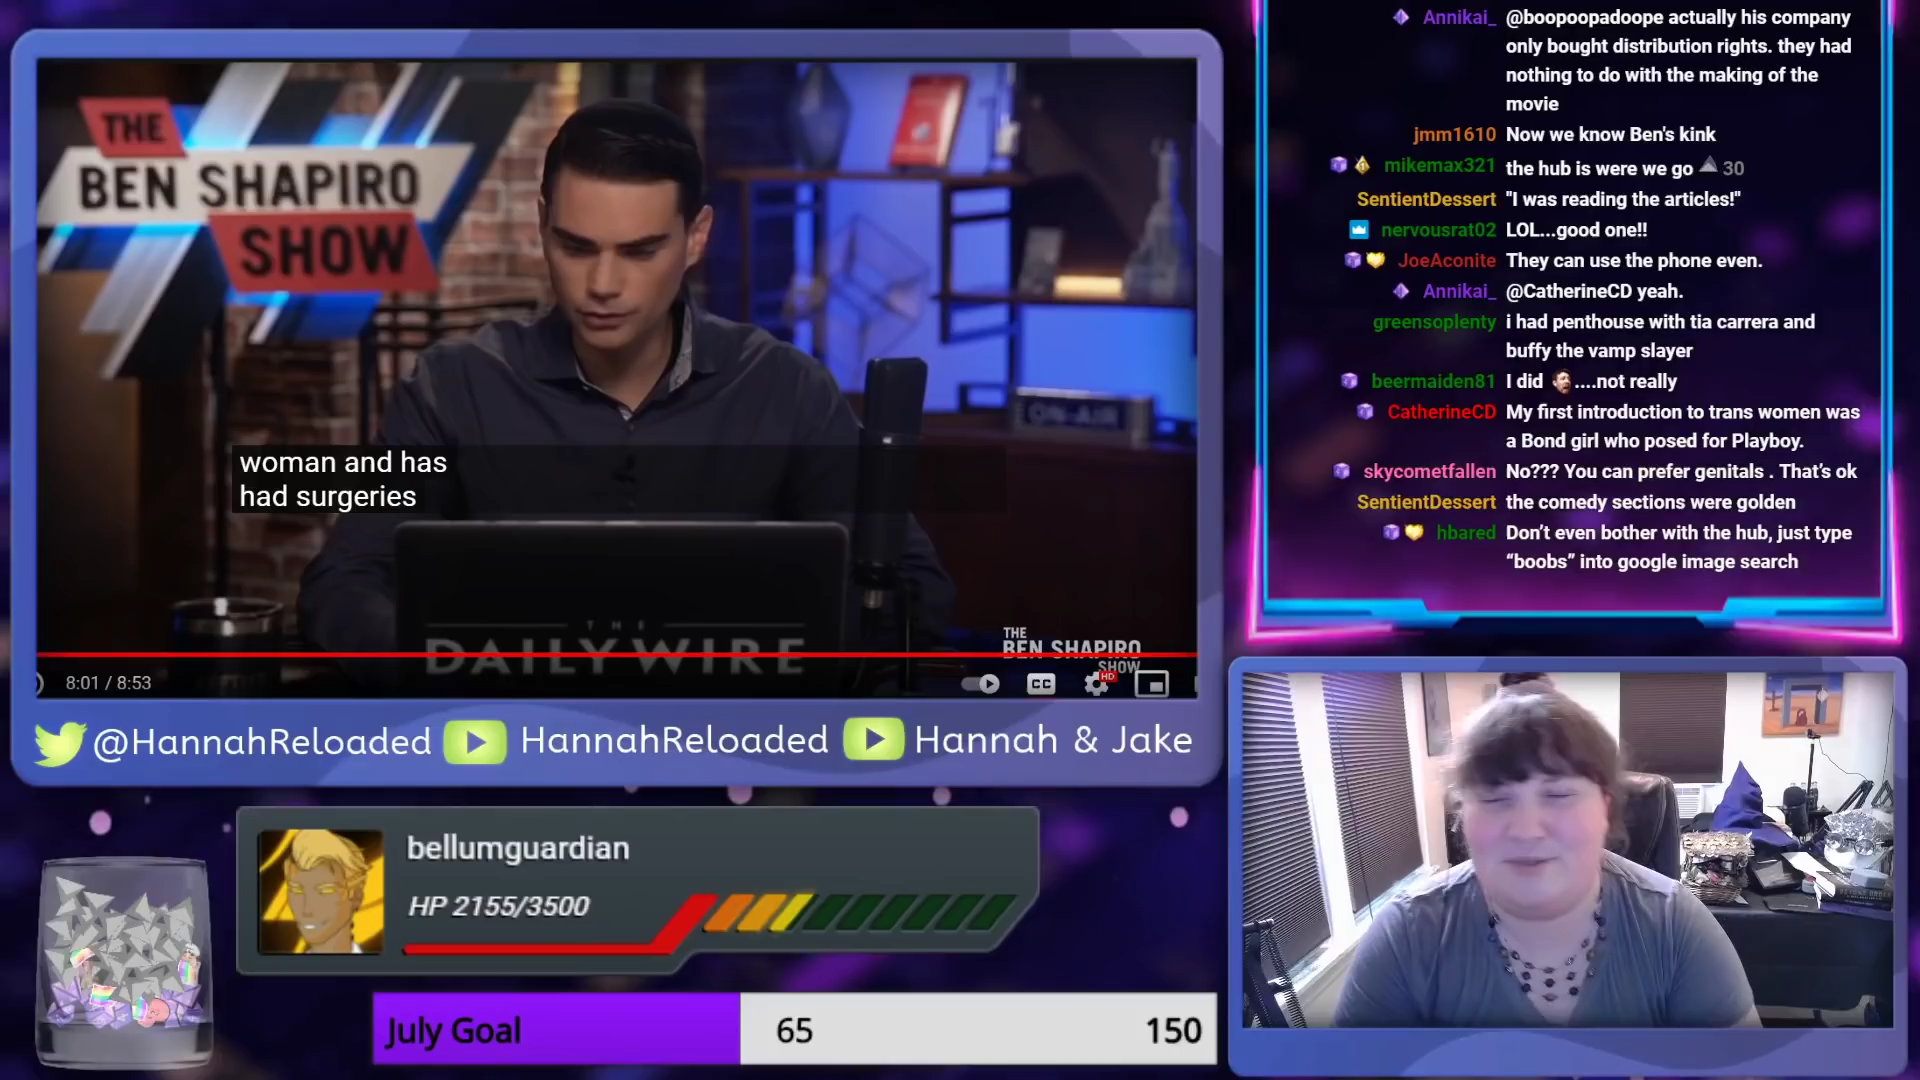 THE
BEN SHAPIRO
SHOW
ON-AIR
woman and has
had surgeries
THE
DAILY WIRE
THE
BEN SHAPIRO
SHOW
8:01 / 8:53
CC
HD
@HannahReloaded
HannahReloaded
Hannah & Jake
bellumguardian
HP 2155/3500
July Goal
65
150
Annikai_ @boopoopadoope actually his company
only bought distribution rights. they had
nothing to do with the making of the
movie
jmm1610 Now we know Ben's kink
mikemax321 the hub is were we go 30
SentientDessert "I was reading the articles!"
nervousrat02 LOL...good one!!
JoeAconite They can use the phone even.
Annikai_ @CatherineCD yeah.
greensoplenty i had penthouse with tia carrera and
buffy the vamp slayer
beermaiden81 I did ....not really
CatherineCD My first introduction to trans women was
a Bond girl who posed for Playboy.
skycometfallen No??? You can prefer genitals . That's ok
SentientDessert the comedy sections were golden
hbared Don't even bother with the hub, just type
“boobs” into google image search